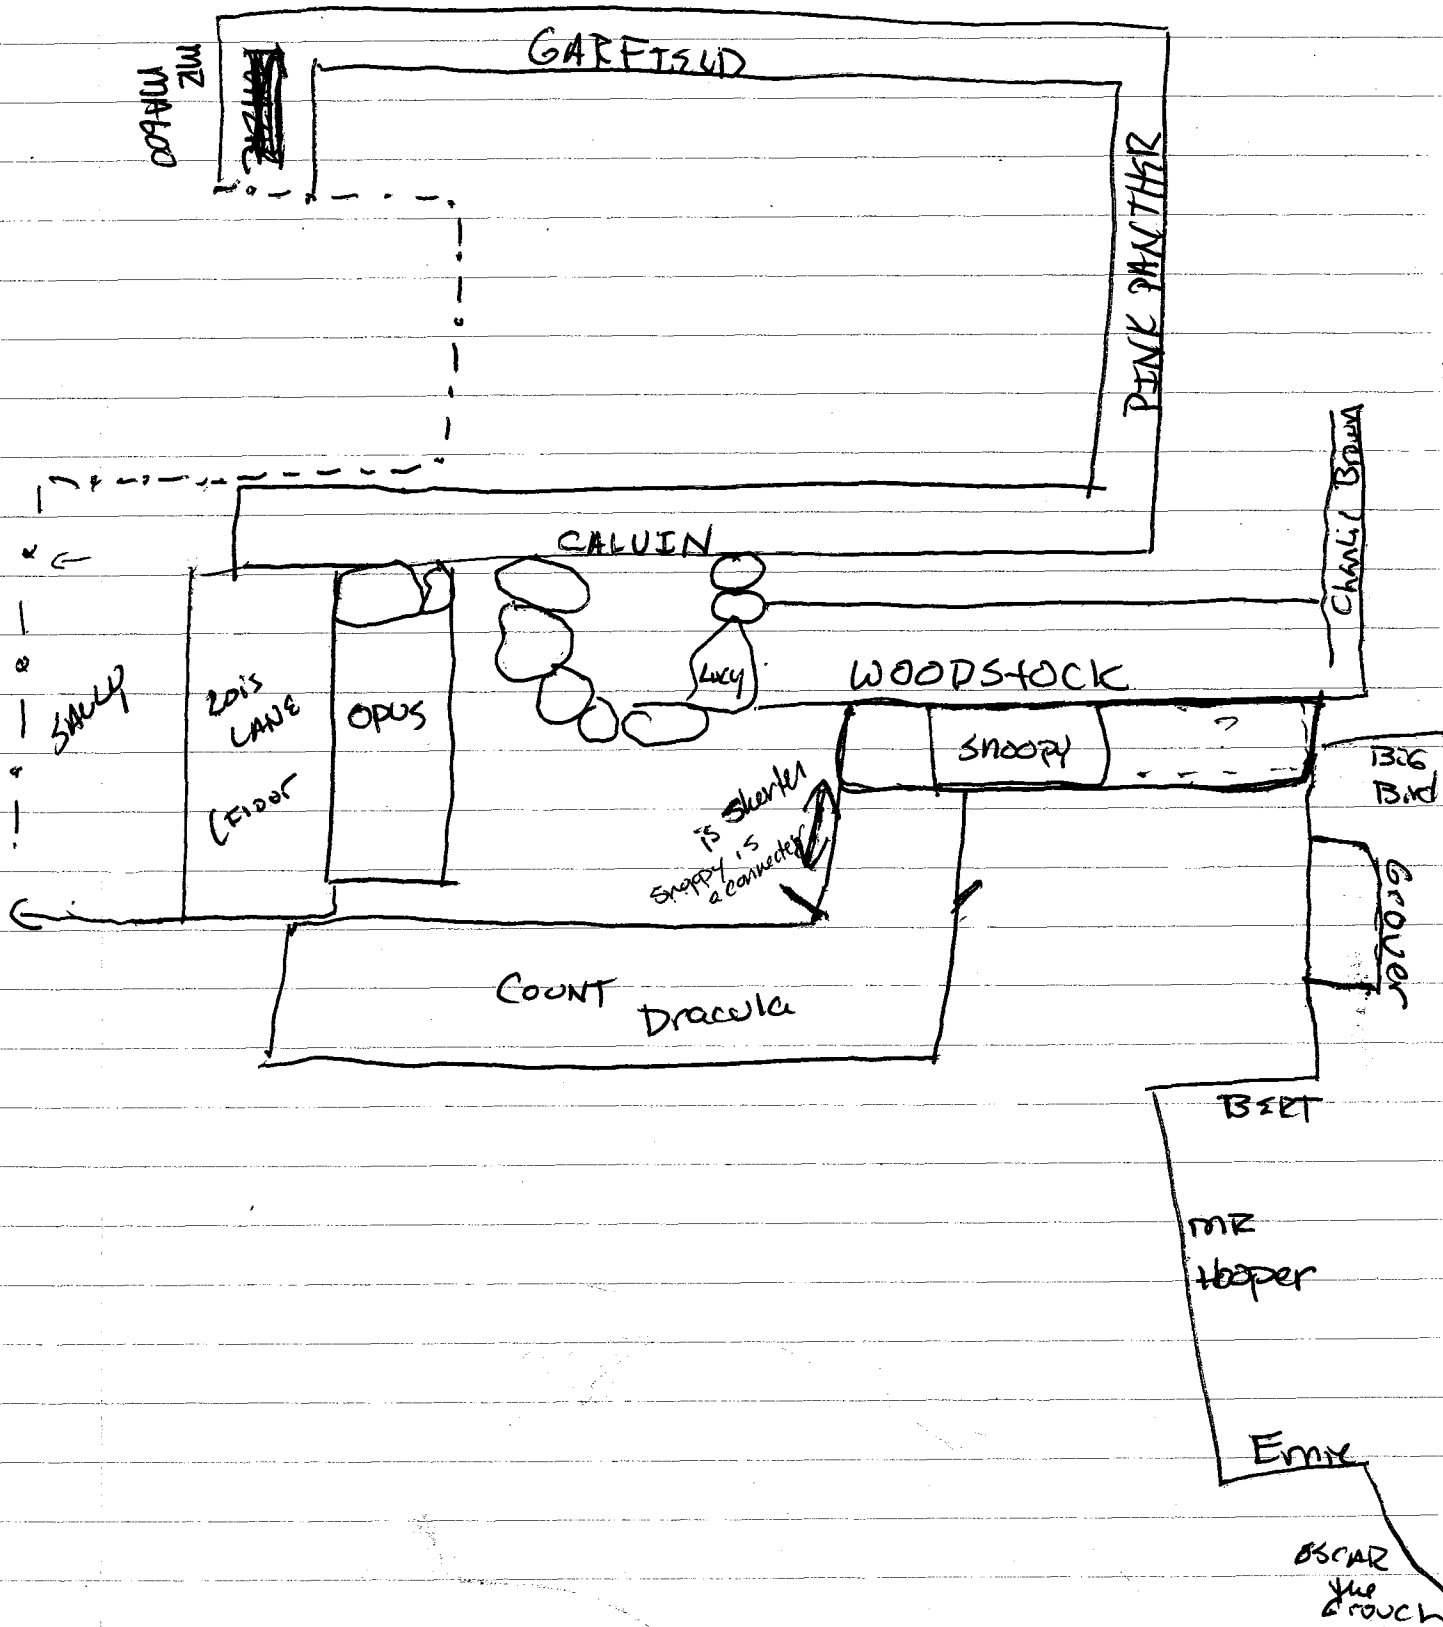 GARFIELD
MR
MAGOO
PINK PANTHER
Charlie Brown
CALVIN
WOODSTOCK
Lucy
SALLY
LOIS
LANE
OPUS
SNOOPY
BIG
Bird
is shorter
Snoopy is
a connector
Grover
COUNT
Dracula
BERT
MR
Hooper
Ernie
OSCAR
the
Grouch